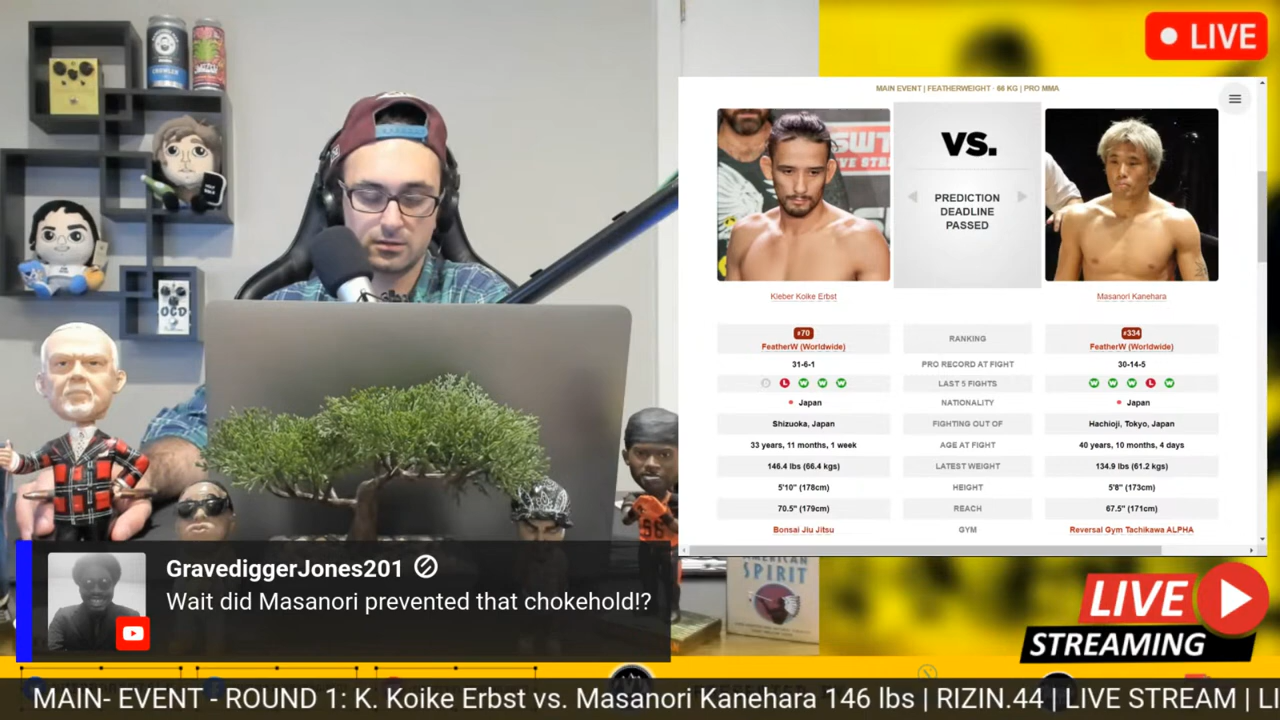 LIVE
MAIN EVENT | FEATHERWEIGHT · 66 KG | PRO MMA
VS.
PREDICTION
DEADLINE
PASSED
Kleber Koike Erbst
Masanori Kanehara
#70
FeatherW (Worldwide)
RANKING
#334
FeatherW (Worldwide)
31-6-1
PRO RECORD AT FIGHT
30-14-5
D L W W W
LAST 5 FIGHTS
W W W L W
Japan
NATIONALITY
Japan
Shizuoka, Japan
FIGHTING OUT OF
Hachioji, Tokyo, Japan
33 years, 11 months, 1 week
AGE AT FIGHT
40 years, 10 months, 4 days
146.4 lbs (66.4 kgs)
LATEST WEIGHT
134.9 lbs (61.2 kgs)
5'10" (178cm)
HEIGHT
5'8" (173cm)
70.5" (179cm)
REACH
67.5" (171cm)
Bonsai Jiu Jitsu
GYM
Reversal Gym Tachikawa ALPHA
OCD
SPIRIT
GravediggerJones201
Wait did Masanori prevented that chokehold!?
LIVE
STREAMING
MAIN- EVENT - ROUND 1: K. Koike Erbst vs. Masanori Kanehara 146 lbs | RIZIN.44 | LIVE STREAM | LI